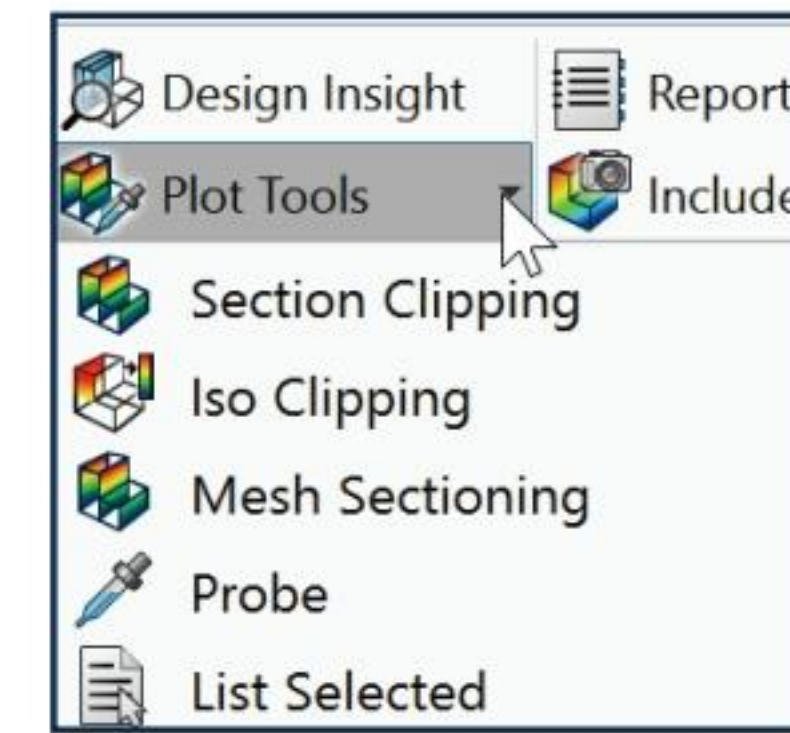 Design Insight Report
Plot Tools Include
Section Clipping
Iso Clipping
Mesh Sectioning
Probe
List Selected